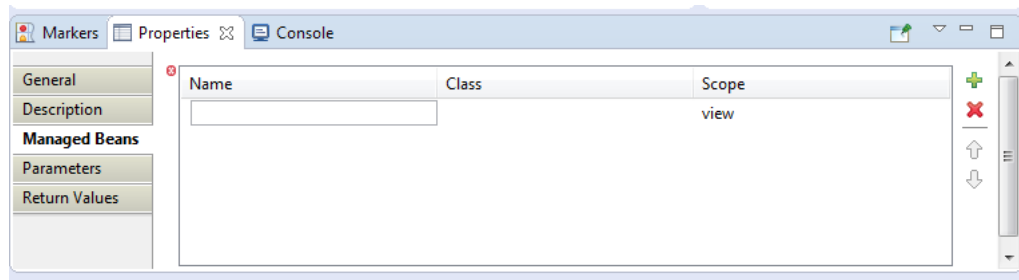 Markers Properties Console
General
Description
Managed Beans
Parameters
Return Values
Name Class Scope
view